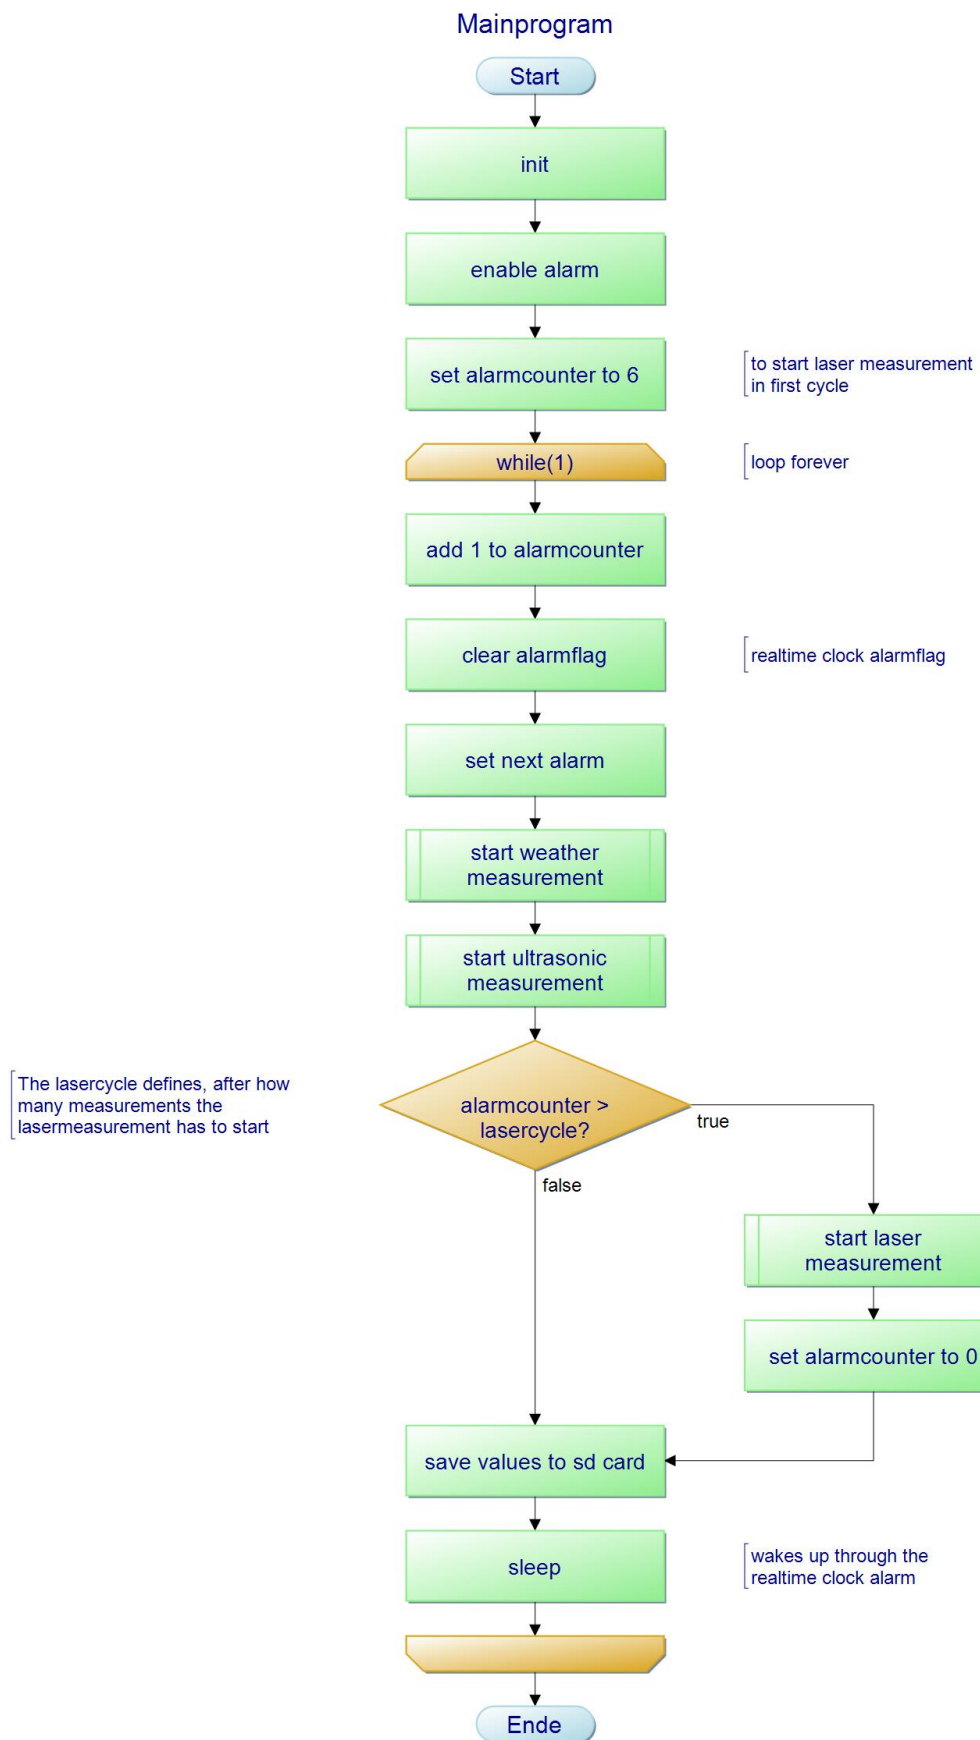 Mainprogram
Start
init
enable alarm
set alarmcounter to 6
to start laser measurement
in first cycle
while(1)
loop forever
add 1 to alarmcounter
clear alarmflag
realtime clock alarmflag
set next alarm
start weather
measurement
start ultrasonic
measurement
The lasercycle defines, after how
many measurements the
lasermeasurement has to start
alarmcounter >
lasercycle?
true
false
start laser
measurement
set alarmcounter to 0
save values to sd card
sleep
wakes up through the
realtime clock alarm
Ende